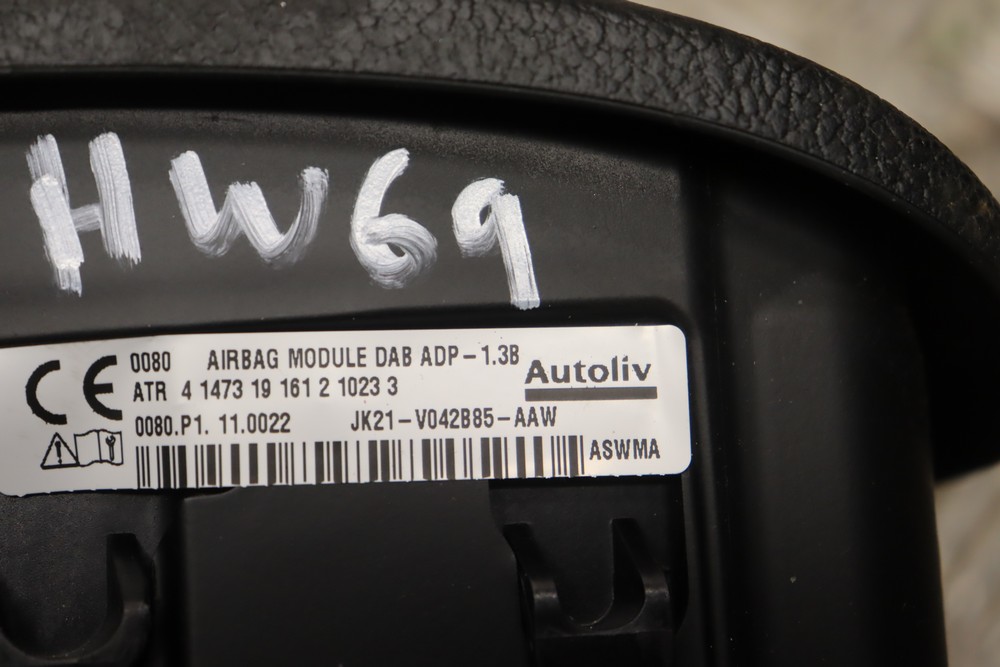 HW69
CE 0080 AIRBAG MODULE DAB ADP-1.3B
Autoliv
ATR 4 1473 19 161 2 1023 3
0080.P1. 11.0022 JK21-V042B85-AAW
ASWMA